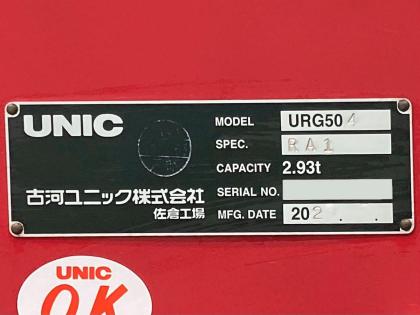 UNIC
MODEL URG504
SPEC. RA1
CAPACITY 2.93t
SERIAL NO.
MFG. DATE 202 . .
古河ユニック株式会社
佐倉工場
UNIC
OK